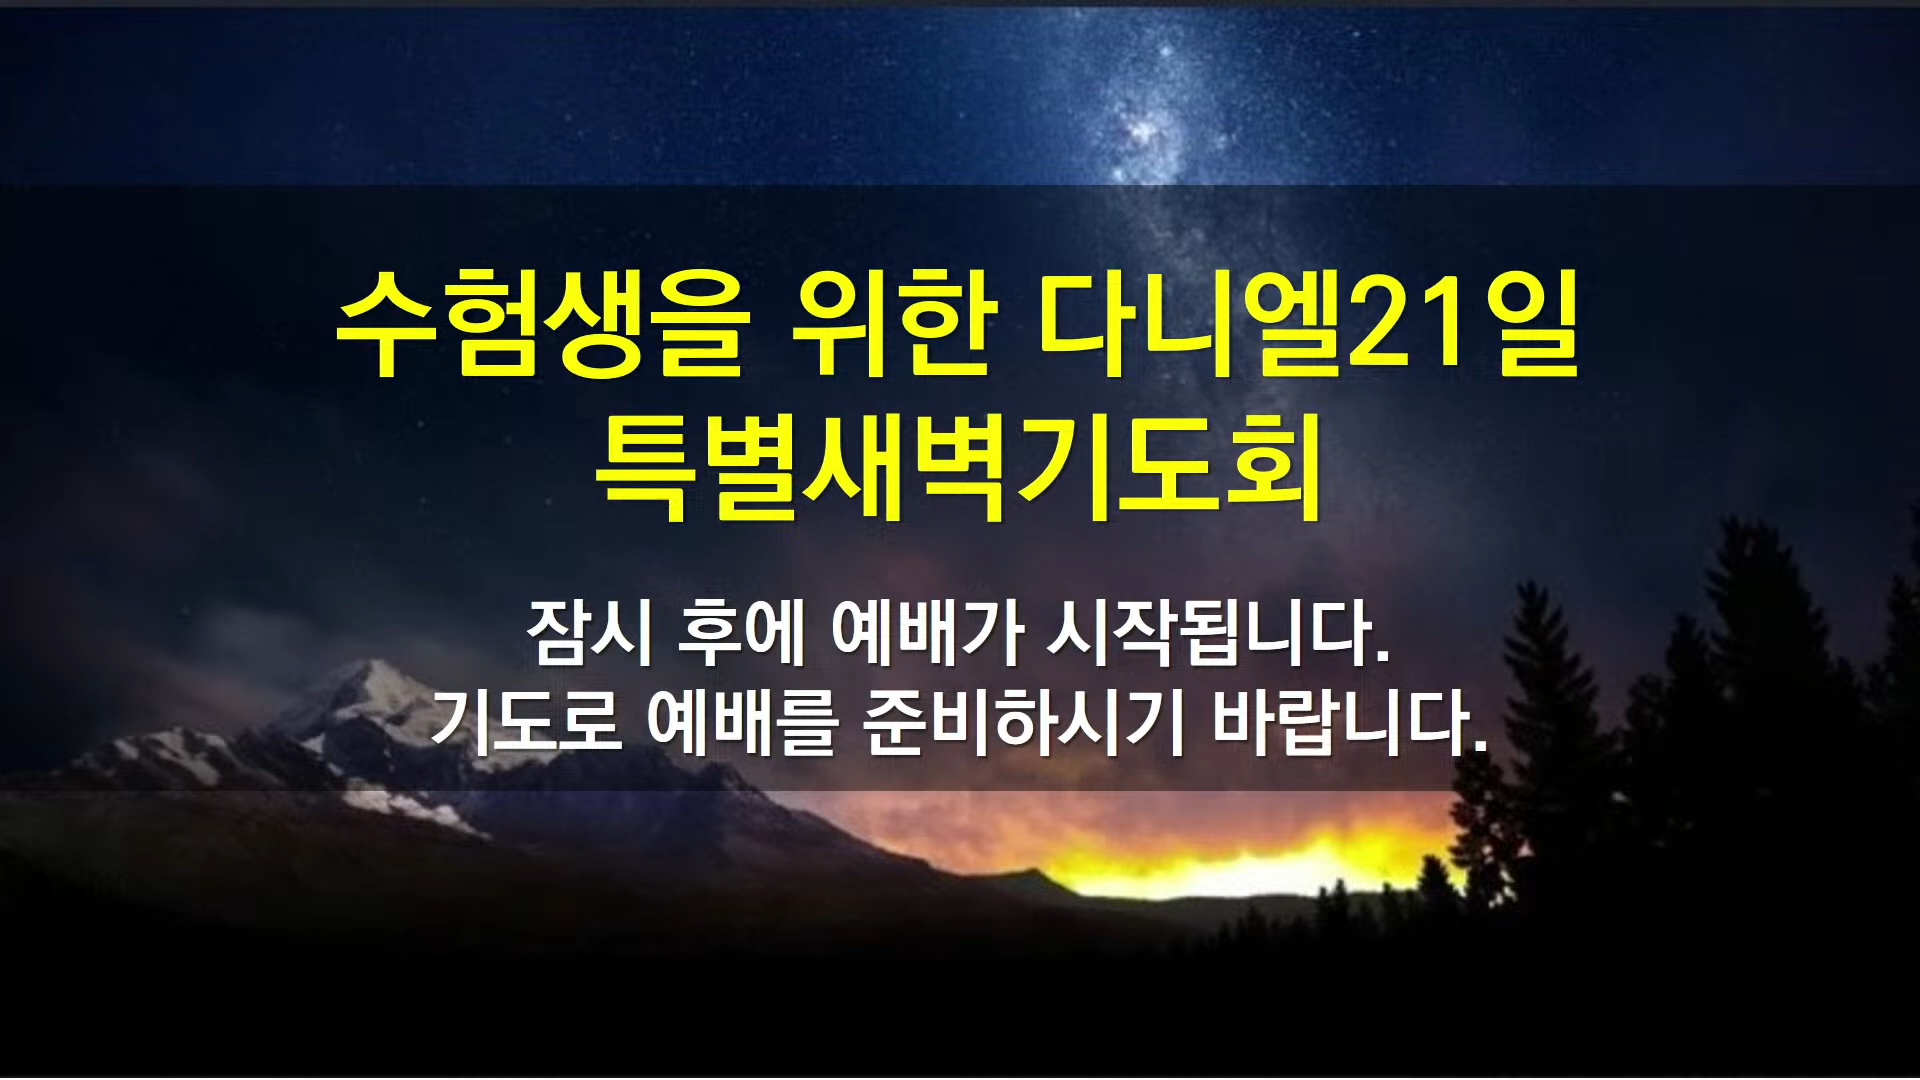 수험생을 위한 다니엘21일
특별새벽기도회
잠시 후에 예배가 시작됩니다.
기도로 예배를 준비하시기 바랍니다.